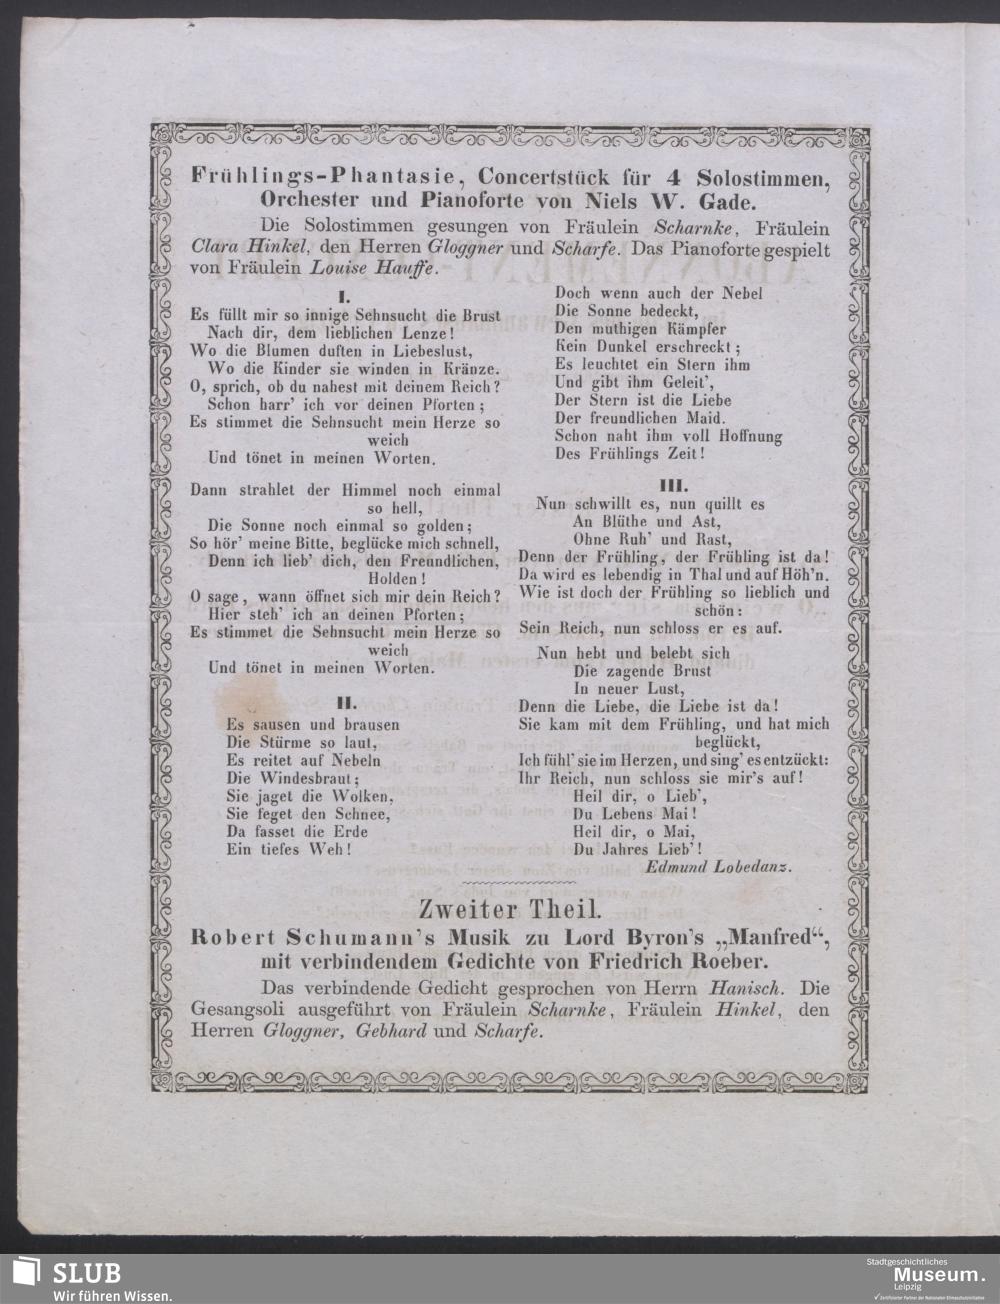 Frühlings-Phantasie, Concertstück für 4 Solostimmen,
Orchester und Pianoforte von Niels W. Gade.
Die Solostimmen gesungen von Fräulein Scharnke, Fräulein
Clara Hinkel, den Herren Gloggner und Scharfe. Das Pianoforte gespielt
von Fräulein Louise Hauffe.
I.
Es füllt mir so innige Sehnsucht die Brust
Nach dir, dem lieblichen Lenze!
Wo die Blumen duften in Liebeslust,
Wo die Kinder sie winden in Kränze.
O, sprich, ob du nahest mit deinem Reich?
Schon harr' ich vor deinen Pforten;
Es stimmet die Sehnsucht mein Herze so
weich
Und tönet in meinen Worten.
Dann strahlet der Himmel noch einmal
so hell,
Die Sonne noch einmal so golden;
So hör' meine Bitte, beglücke mich schnell,
Denn ich lieb' dich, den Freundlichen,
Holden!
O sage, wann öffnet sich mir dein Reich?
Hier steh' ich an deinen Pforten;
Es stimmet die Sehnsucht mein Herze so
weich
Und tönet in meinen Worten.
II.
Es sausen und brausen
Die Stürme so laut,
Es reitet auf Nebeln
Die Windesbraut;
Sie jaget die Wolken,
Sie feget den Schnee,
Da fasset die Erde
Ein tiefes Weh!
Doch wenn auch der Nebel
Die Sonne bedeckt,
Den muthigen Kämpfer
Kein Dunkel erschreckt;
Es leuchtet ein Stern ihm
Und gibt ihm Geleit',
Der Stern ist die Liebe
Der freundlichen Maid.
Schon naht ihm voll Hoffnung
Des Frühlings Zeit!
III.
Nun schwillt es, nun quillt es
An Blüthe und Ast,
Ohne Ruh' und Rast,
Denn der Frühling, der Frühling ist da!
Da wird es lebendig in Thal und auf Höh'n.
Wie ist doch der Frühling so lieblich und
schön:
Sein Reich, nun schloss er es auf.
Nun hebt und belebt sich
Die zagende Brust
In neuer Lust,
Denn die Liebe, die Liebe ist da!
Sie kam mit dem Frühling, und hat mich
beglückt,
Ich fühl' sie im Herzen, und sing' es entzückt:
Ihr Reich, nun schloss sie mir's auf!
Heil dir, o Lieb',
Du Lebens Mai!
Heil dir, o Mai,
Du Jahres Lieb'!
Edmund Lobedanz.
Zweiter Theil.
Robert Schumann's Musik zu Lord Byron's „Manfred“,
mit verbindendem Gedichte von Friedrich Roeber.
Das verbindende Gedicht gesprochen von Herrn Hanisch. Die
Gesangsoli ausgeführt von Fräulein Scharnke, Fräulein Hinkel, den
Herren Gloggner, Gebhard und Scharfe.
SLUB
Wir führen Wissen.
Stadtgeschichtliches
Museum.
Leipzig
Zertifizierter Partner der Nationalen Klimaschutzinitiative